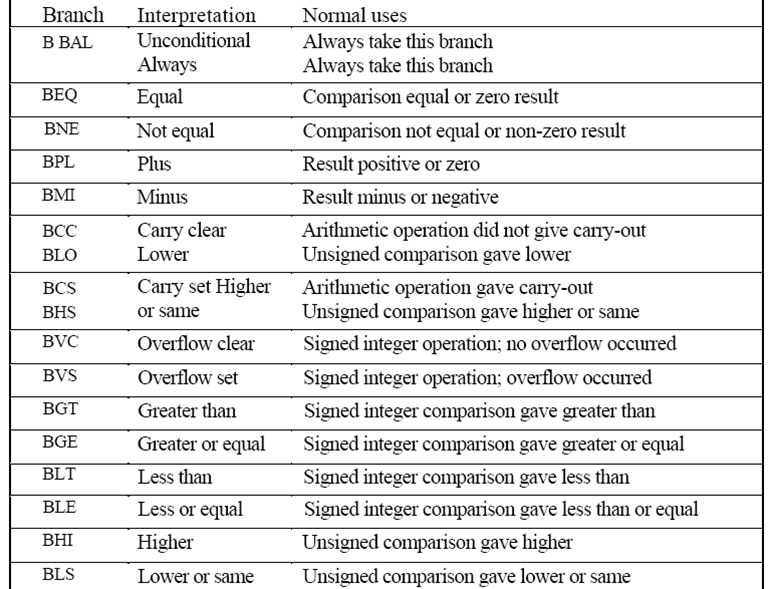 Branch Interpretation Normal uses
B BAL Unconditional Always take this branch
Always Always take this branch
BEQ Equal Comparison equal or zero result
BNE Not equal Comparison not equal or non-zero result
BPL Plus Result positive or zero
BMI Minus Result minus or negative
BCC Carry clear Arithmetic operation did not give carry-out
BLO Lower Unsigned comparison gave lower
BCS Carry set Higher Arithmetic operation gave carry-out
BHS or same Unsigned comparison gave higher or same
BVC Overflow clear Signed integer operation; no overflow occurred
BVS Overflow set Signed integer operation; overflow occurred
BGT Greater than Signed integer comparison gave greater than
BGE Greater or equal Signed integer comparison gave greater or equal
BLT Less than Signed integer comparison gave less than
BLE Less or equal Signed integer comparison gave less than or equal
BHI Higher Unsigned comparison gave higher
BLS Lower or same Unsigned comparison gave lower or same